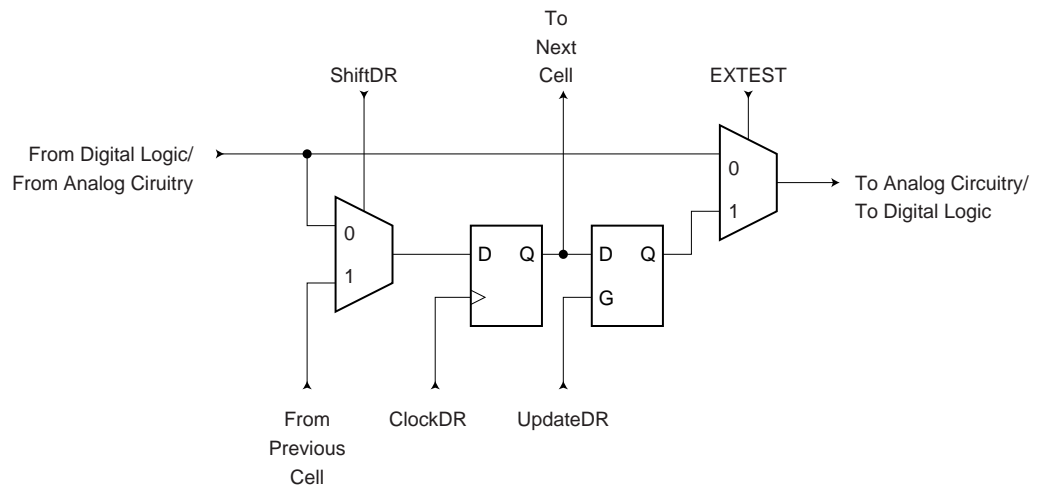 To
Next
Cell
ShiftDR
EXTEST
From Digital Logic/
From Analog Ciruitry
0
1
To Analog Circuitry/
To Digital Logic
0
1
D Q
D Q
G
From
Previous
Cell
ClockDR
UpdateDR